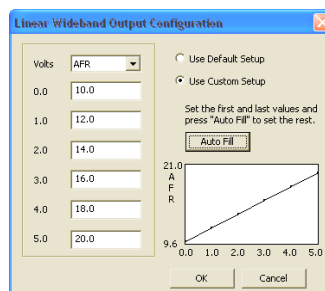 Linear Wideband Output Configuration
Volts AFR
0.0 10.0
1.0 12.0
2.0 14.0
3.0 16.0
4.0 18.0
5.0 20.0
Use Default Setup
Use Custom Setup
Set the first and last values and
press "Auto Fill" to set the rest.
Auto Fill
21.0
A
F
R
9.6
0.0 1.0 2.0 3.0 4.0 5.0
OK Cancel